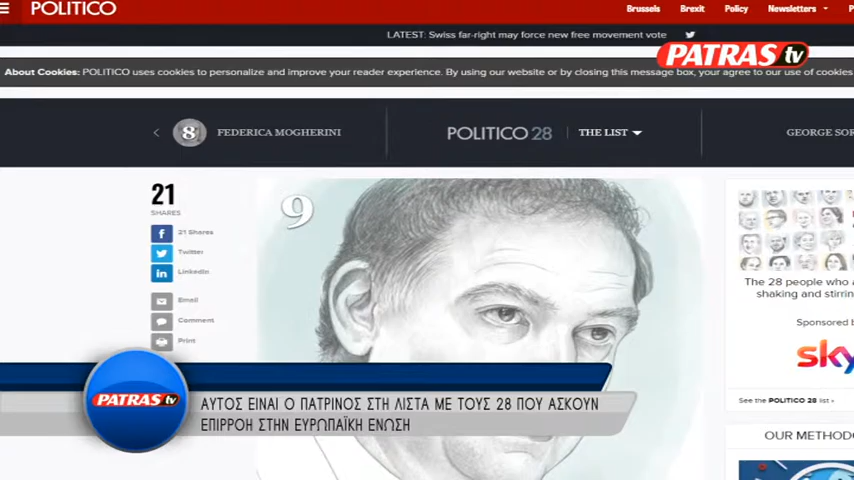 POLITICO
Brussels Brexit Policy Newsletters
LATEST: Swiss far-right may force new free movement vote
PATRAS tv
About Cookies: POLITICO uses cookies to personalize and improve your reader experience. By using our website or by closing this message box, your agree to our use of cookies
8 FEDERICA MOGHERINI
POLITICO 28 THE LIST
GEORGE SOR
21
SHARES
21 Shares
Twitter
LinkedIn
Email
Comment
Print
9
The 28 people who a
shaking and stirrin
Sponsored by
sky
See the POLITICO 28 list »
OUR METHOD
PATRAS tv
ΑΥΤΟΣ ΕΙΝΑΙ Ο ΠΑΤΡΙΝΟΣ ΣΤΗ ΛΙΣΤΑ ΜΕ ΤΟΥΣ 28 ΠΟΥ ΑΣΚΟΥΝ
ΕΠΙΡΡΟΗ ΣΤΗΝ ΕΥΡΩΠΑΪΚΗ ΕΝΩΣΗ